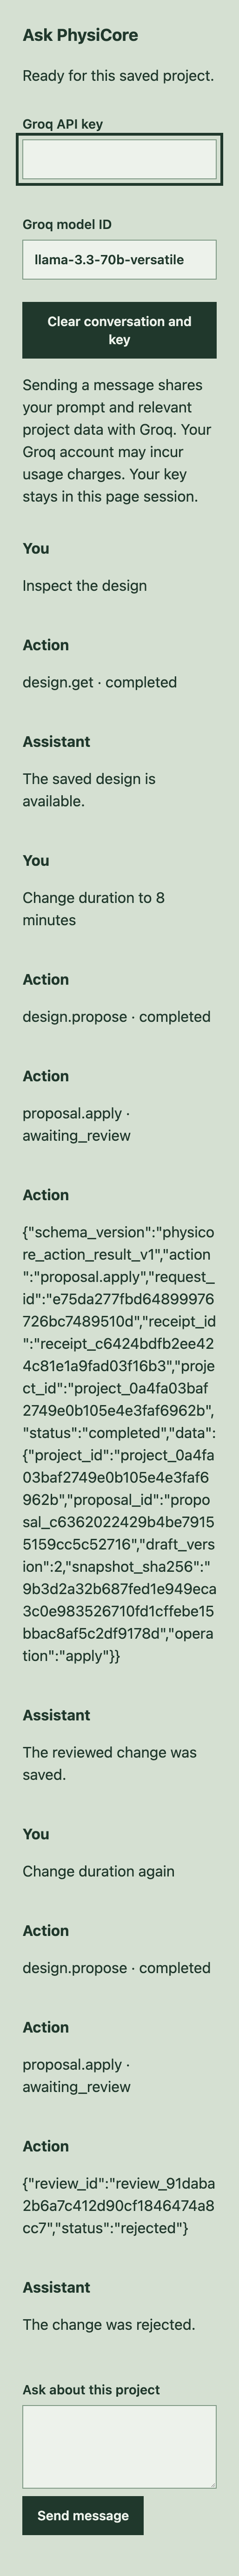 Ask PhysiCore
Ready for this saved project.
Groq API key
Groq model ID
llama-3.3-70b-versatile
Clear conversation and
key
Sending a message shares
your prompt and relevant
project data with Groq. Your
Groq account may incur
usage charges. Your key
stays in this page session.
You
Inspect the design
Action
design.get · completed
Assistant
The saved design is
available.
You
Change duration to 8
minutes
Action
design.propose · completed
Action
proposal.apply ·
awaiting_review
Action
{"schema_version":"physico
re_action_result_v1","action
":"proposal.apply","request_
id":"e75da277fbd64899976
726bc7489510d","receipt_id
":"receipt_c6424bdfb2ee42
4c81e1a9fad03f16b3","proje
ct_id":"project_0a4fa03baf
2749e0b105e4e3faf6962b",
"status":"completed","data":
{"project_id":"project_0a4fa
03baf2749e0b105e4e3faf6
962b","proposal_id":"propo
sal_c6362022429b4be7915
5159cc5c52716","draft_vers
ion":2,"snapshot_sha256":"
9b3d2a32b687fed1e949eca
3c0e983526710fd1cffebe15
bbac8af5c2df9178d","opera
tion":"apply"}}
Assistant
The reviewed change was
saved.
You
Change duration again
Action
design.propose · completed
Action
proposal.apply ·
awaiting_review
Action
{"review_id":"review_91daba
2b6a7c412d90cf1846474a8
cc7","status":"rejected"}
Assistant
The change was rejected.
Ask about this project
Send message